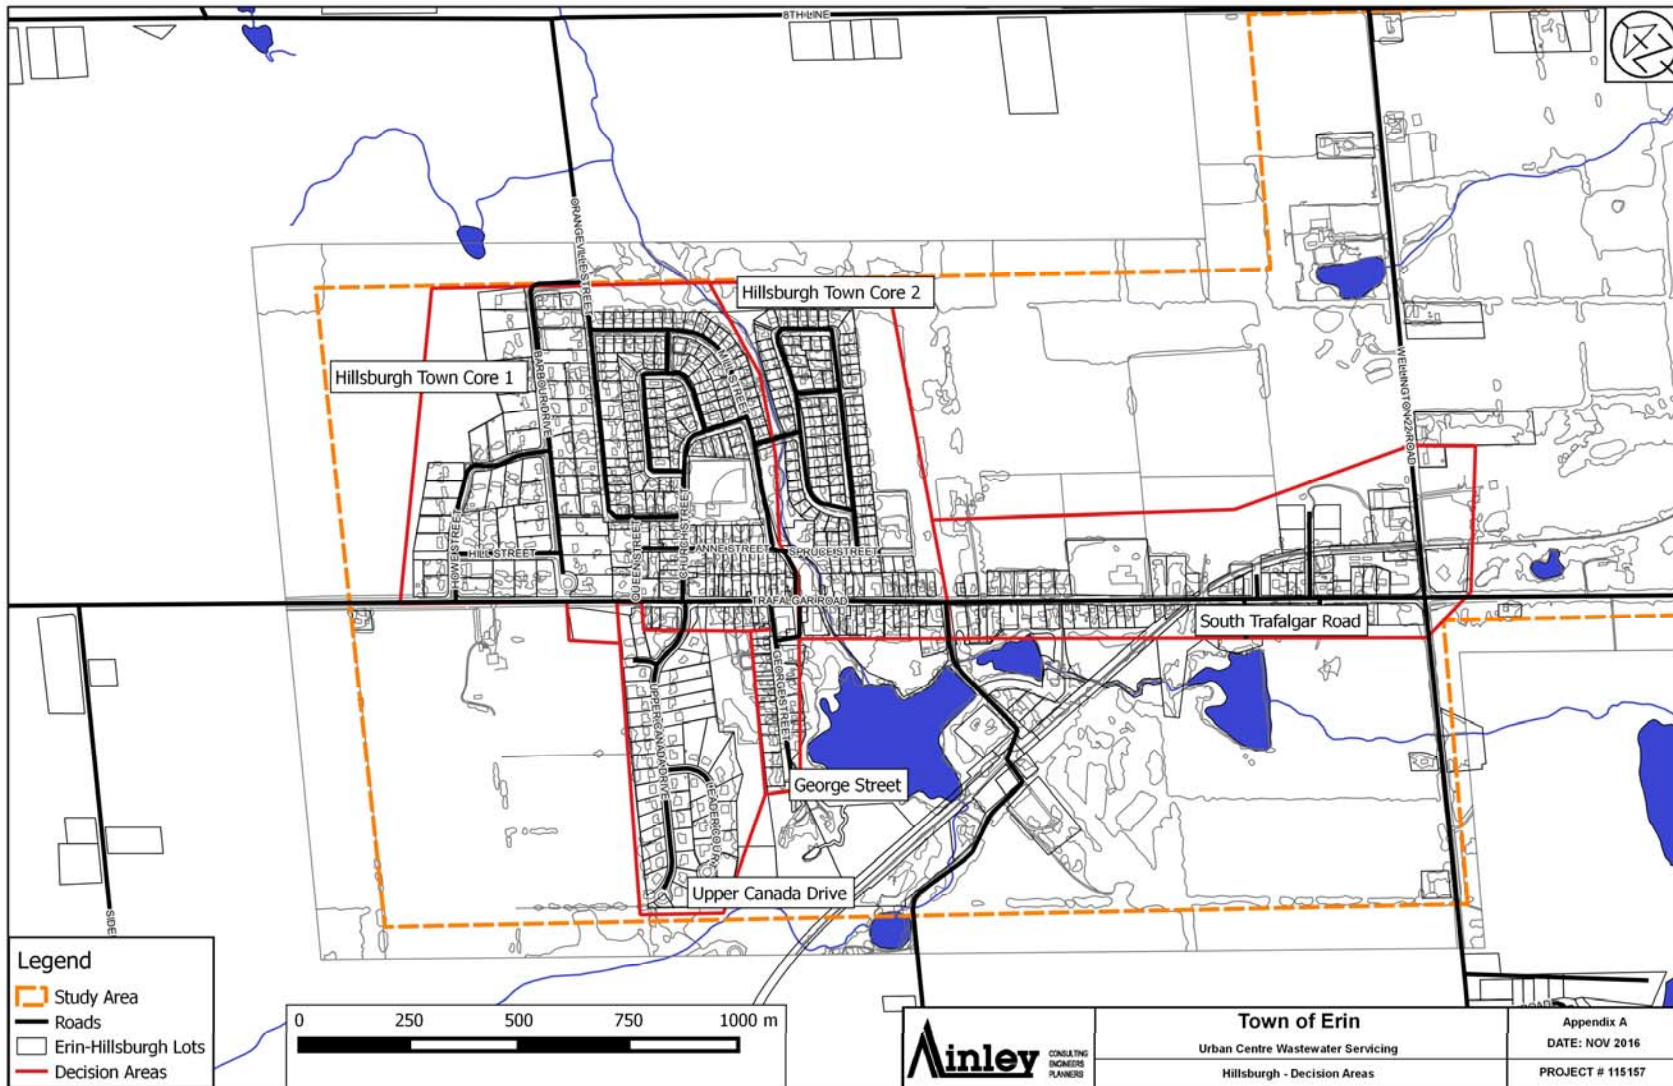 8TH LINE
ORANGEVILLE STREET
Hillsburgh Town Core 2
Hillsburgh Town Core 1
BARBOUR DRIVE
MILL STREET
WELLINGTON 22 ROAD
HOWE STREET
HILL STREET
QUEEN STREET
CHURCH STREET
ANNE STREET
SPRUCE STREET
TRAFALGAR ROAD
South Trafalgar Road
GEORGE STREET
UPPER CANADA DRIVE
LEADER COURT
George Street
Upper Canada Drive
SIDE
ROAD
Legend
Study Area
Roads
Erin-Hillsburgh Lots
Decision Areas
0 250 500 750 1000 m
Ainley
CONSULTING
ENGINEERS
PLANNERS
Town of Erin
Urban Centre Wastewater Servicing
Hillsburgh - Decision Areas
Appendix A
DATE: NOV 2016
PROJECT # 115157